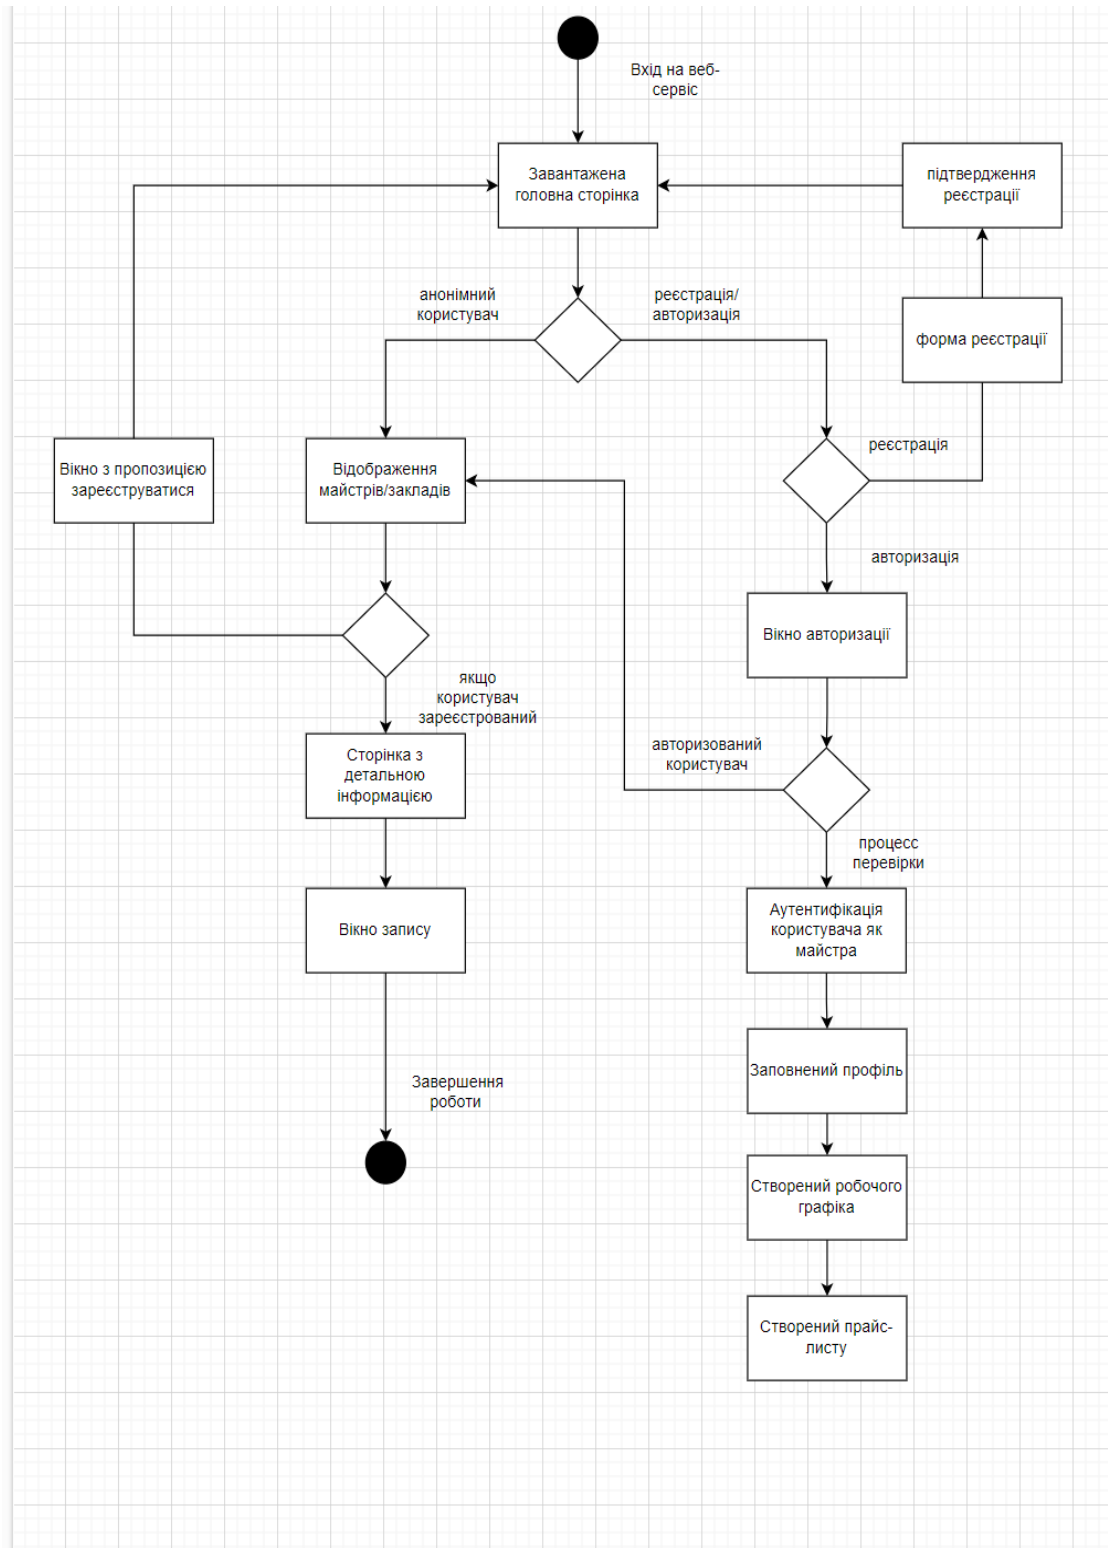 Вхід на веб-
сервіс
Завантажена
головна сторінка
підтвердження
реєстрації
анонімний
користувач
реєстрація/
авторизація
форма реєстрації
Вікно з пропозицією
зареєструватися
Відображення
майстрів/закладів
реєстрація
авторизація
Вікно авторизації
якщо
користувач
зареєстрований
Сторінка з
детальною
інформацією
авторизований
користувач
процесс
перевірки
Вікно запису
Аутентифікація
користувача як
майстра
Заповнений профіль
Завершення
роботи
Створений робочого
графіка
Створений прайс-
листу